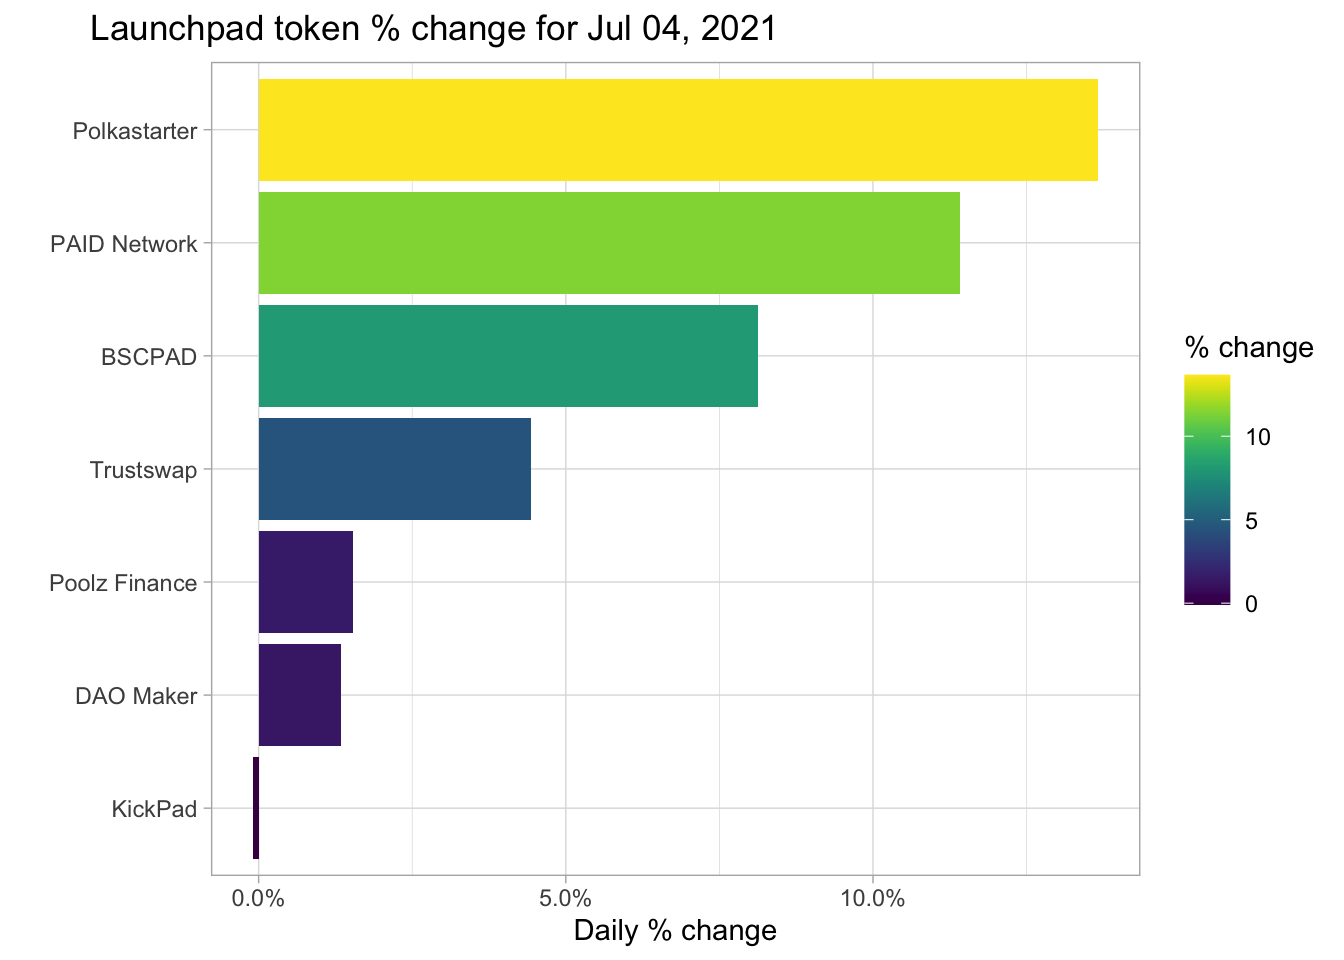 Launchpad token % change for Jul 04, 2021
Polkastarter
PAID Network
BSCPAD
Trustswap
Poolz Finance
DAO Maker
KickPad
0.0%
5.0%
10.0%
Daily % change
% change
10
5
0